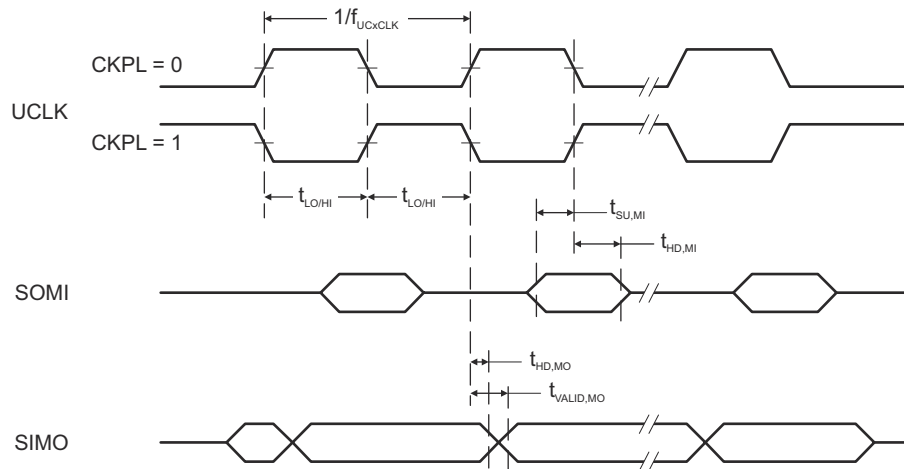 1/fUCxCLK
CKPL = 0
UCLK
CKPL = 1
tLO/HI tLO/HI
tSU,MI
tHD,MI
SOMI
tHD,MO
tVALID,MO
SIMO